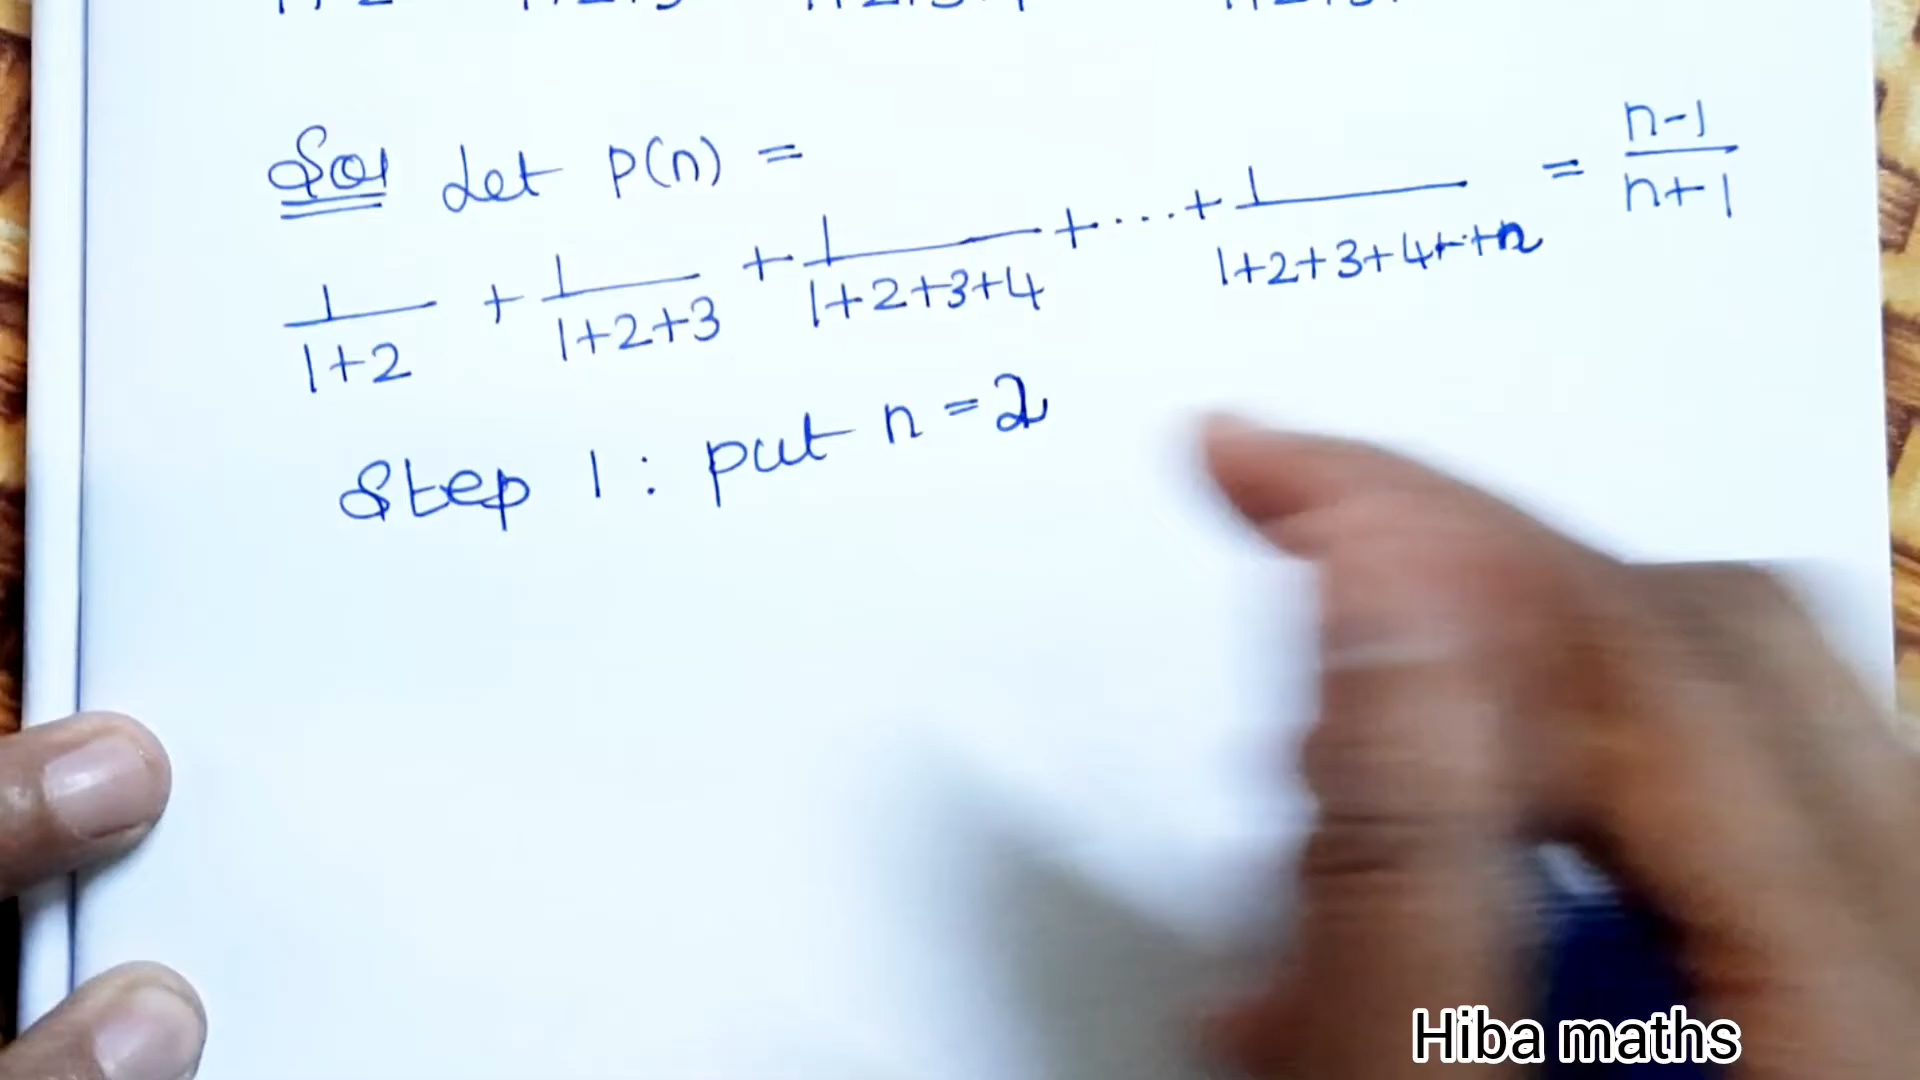 Sol Let P(n) =
1/(1+2) + 1/(1+2+3) + 1/(1+2+3+4) + ... + 1/(1+2+3+4+..+n) = (n-1)/(n+1)
Step 1 : put n = 2
Hiba maths